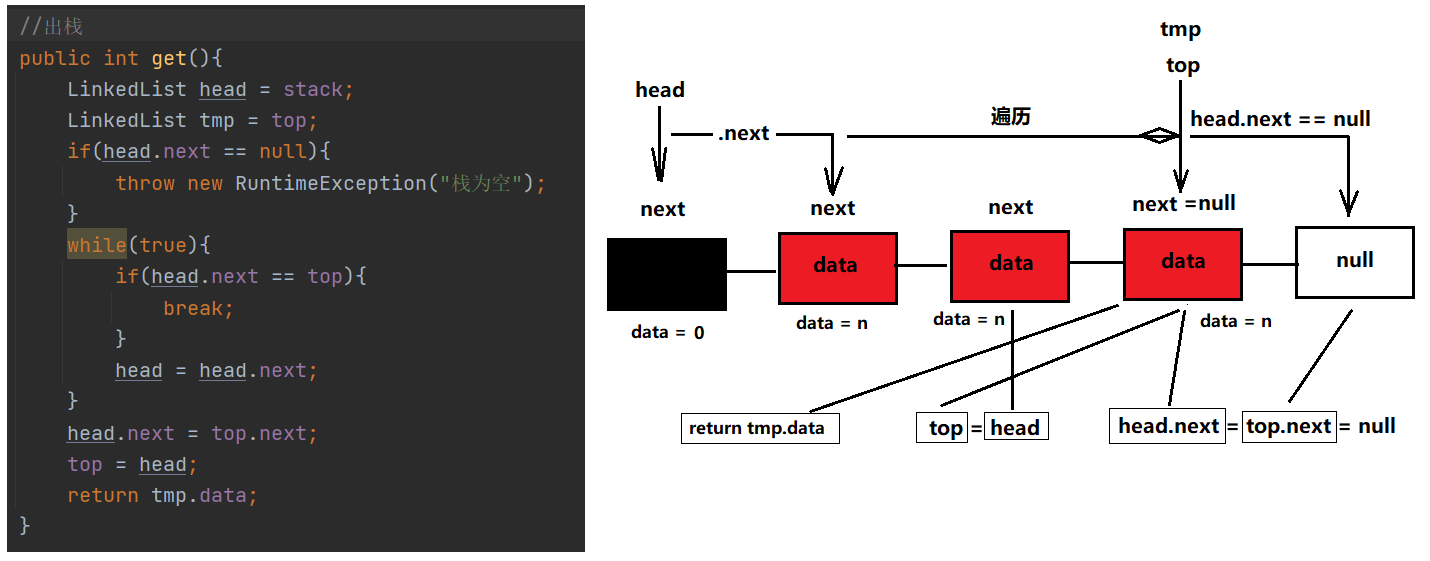 //出栈
public int get(){
LinkedList head = stack;
LinkedList tmp = top;
if(head.next == null){
throw new RuntimeException("栈为空");
}
while(true){
if(head.next == top){
break;
}
head = head.next;
}
head.next = top.next;
top = head;
return tmp.data;
}
tmp
top
head
.next
遍历
head.next == null
next
next
next
next =null
data
data
data
null
data = 0
data = n
data = n
data = n
return tmp.data
top = head
head.next = top.next = null